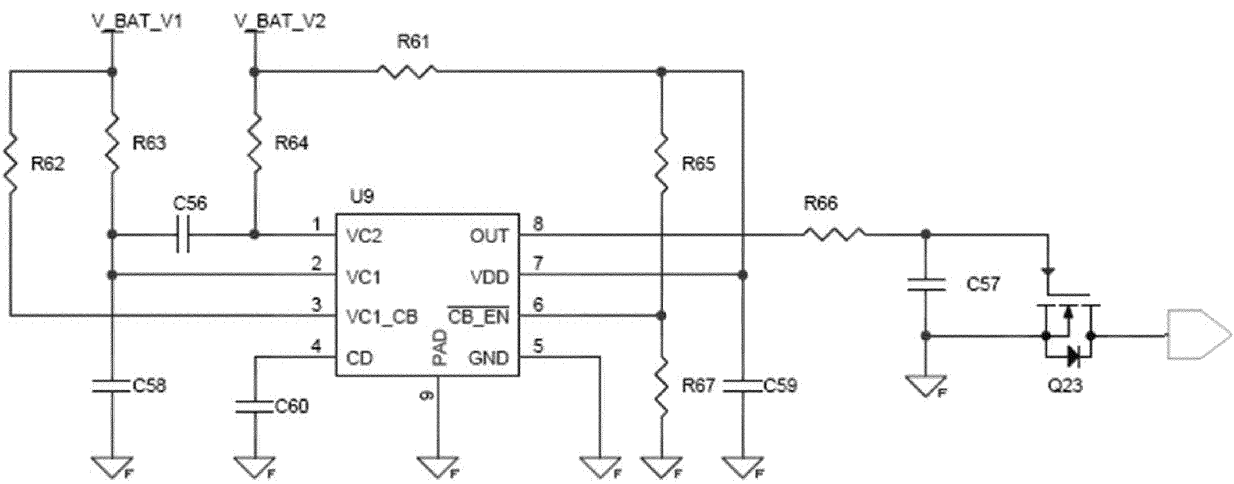 V_BAT_V1 V_BAT_V2
R61
R62 R63 R64 R65
C56 U9 R66
1 VC2 OUT 8
2 VC1 VDD 7
3 VC1_CB CB_EN 6
4 CD PAD GND 5
9
C57
C58 C60 R67 C59 Q23
F
F F F F F F